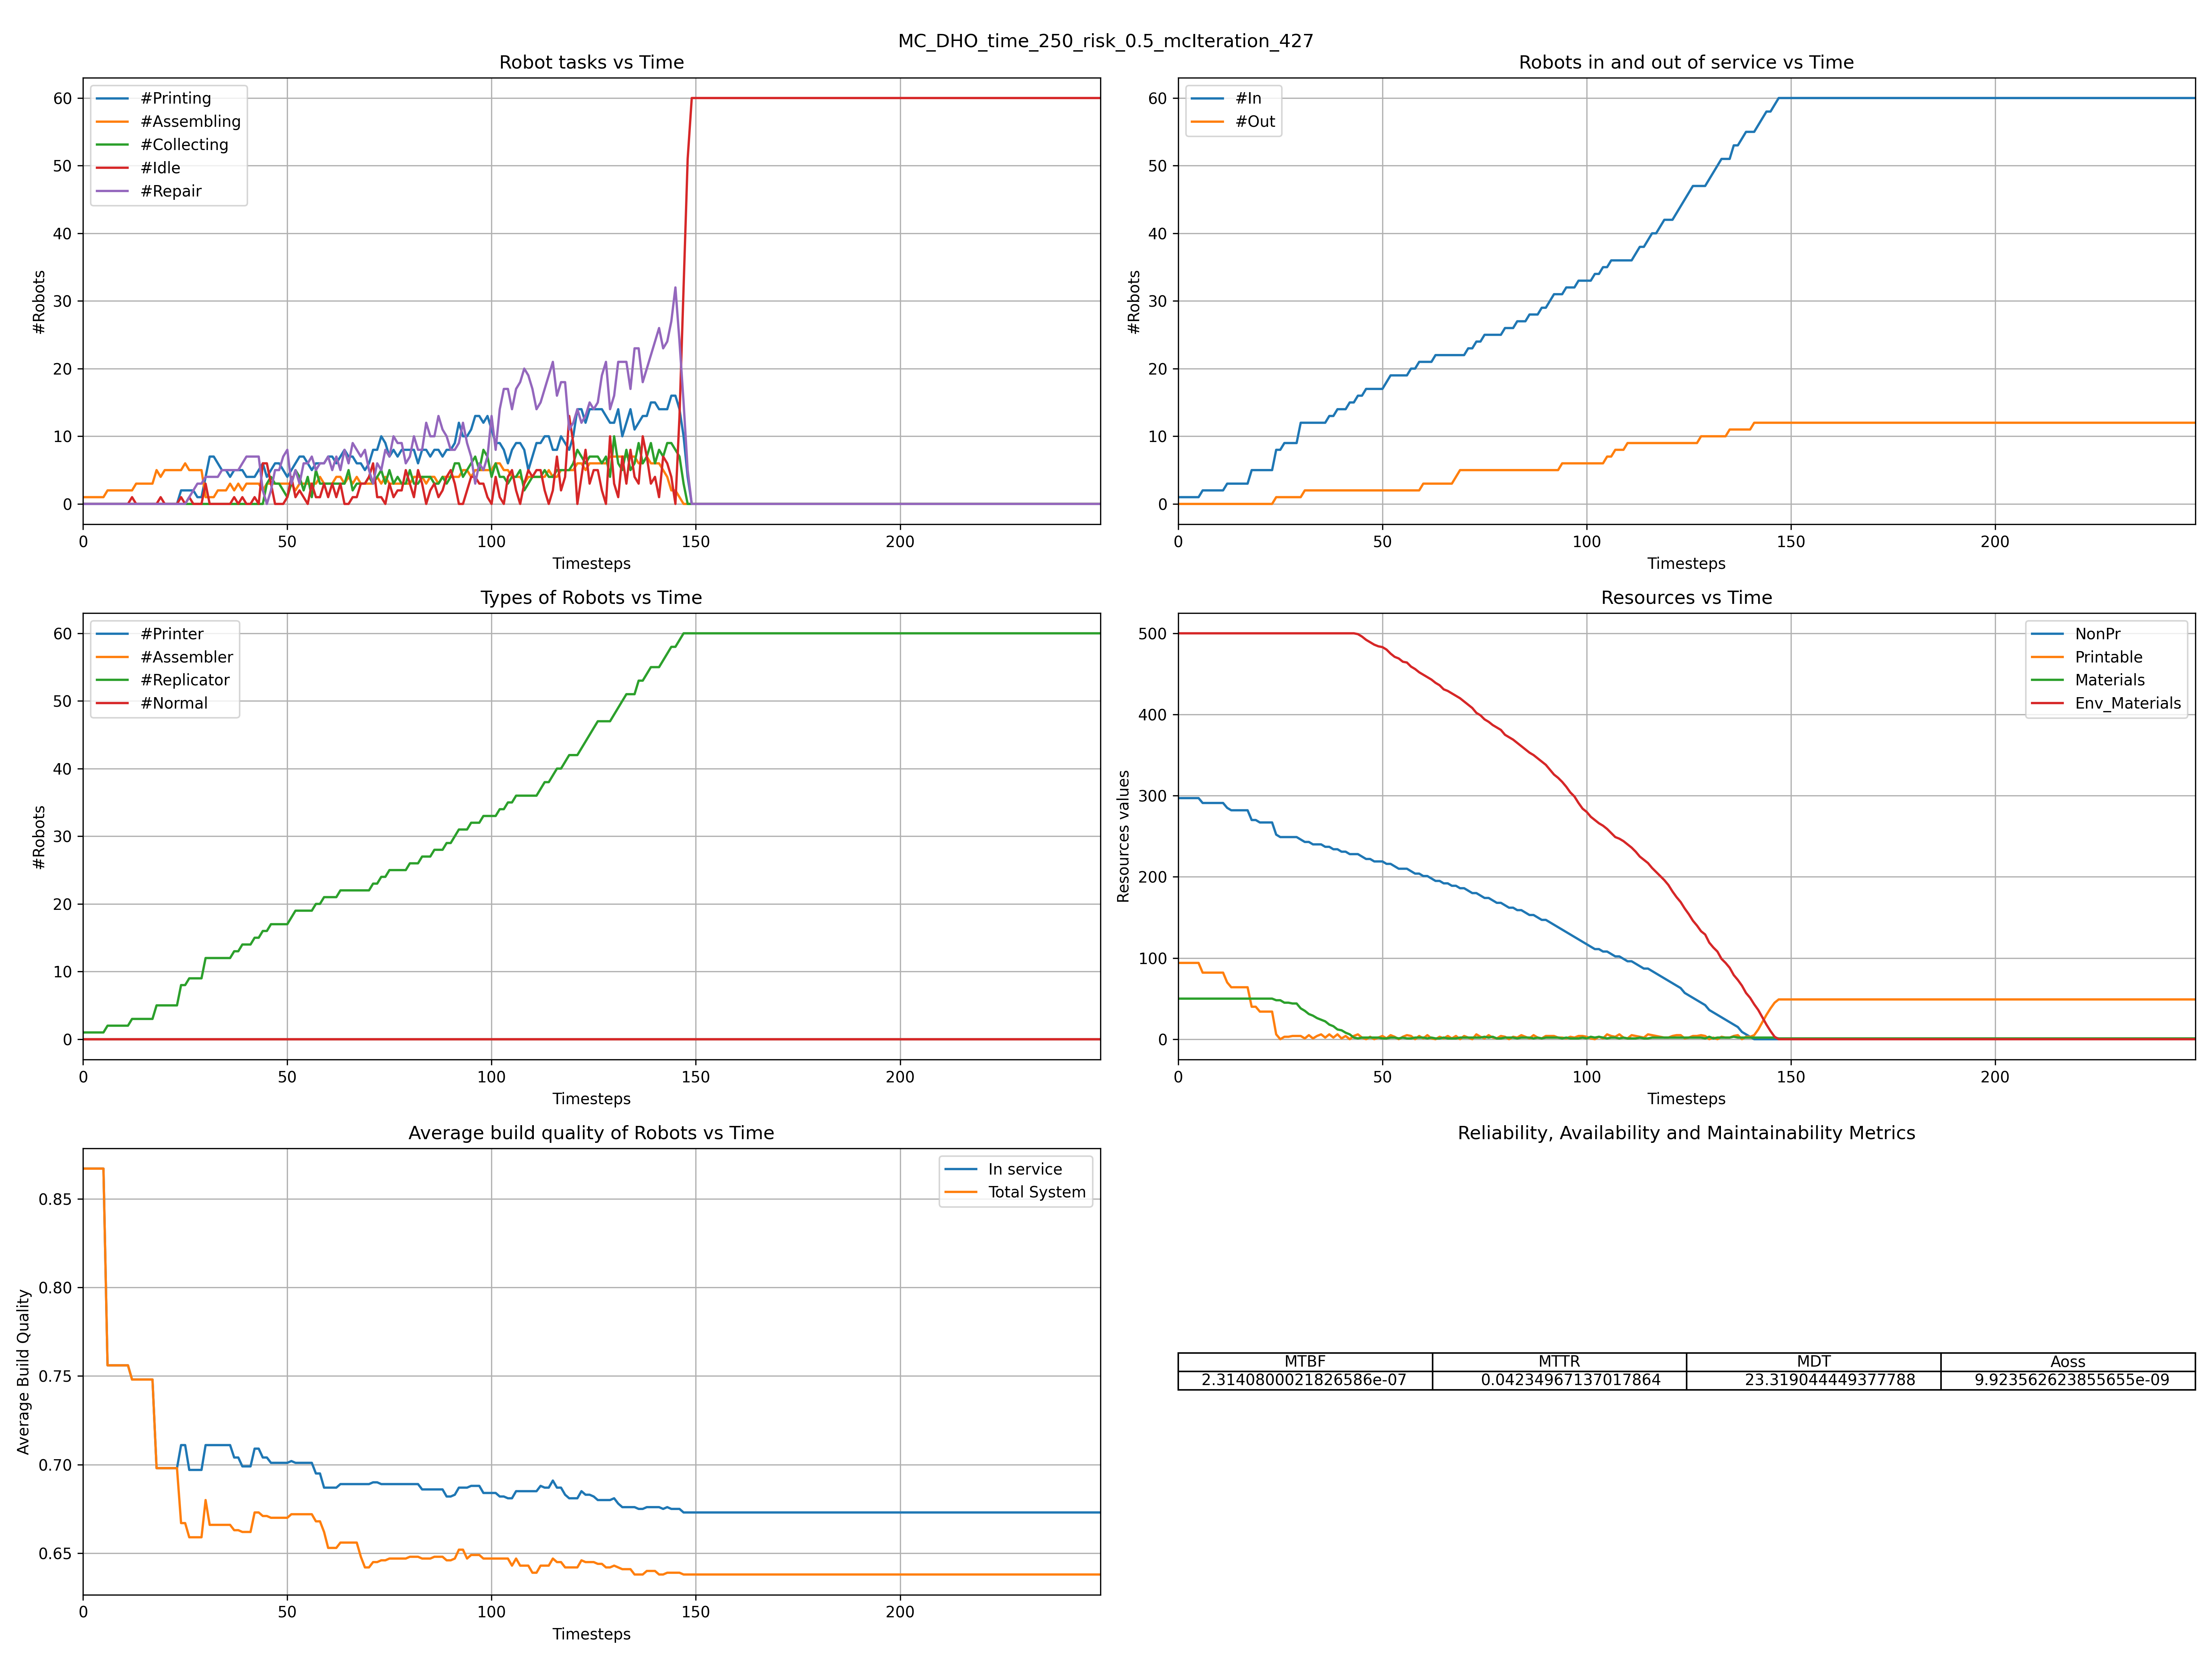 MC_DHO_time_250_risk_0.5_mcIteration_427
Robot tasks vs Time
#Printing
#Assembling
#Collecting
#Idle
#Repair
60
50
40
30
20
10
0
#Robots
0 50 100 150 200
Timesteps
Robots in and out of service vs Time
#In
#Out
60
50
40
30
20
10
0
#Robots
0 50 100 150 200
Timesteps
Types of Robots vs Time
#Printer
#Assembler
#Replicator
#Normal
60
50
40
30
20
10
0
#Robots
0 50 100 150 200
Timesteps
Resources vs Time
NonPr
Printable
Materials
Env_Materials
500
400
300
200
100
0
Resources values
0 50 100 150 200
Timesteps
Average build quality of Robots vs Time
In service
Total System
0.85
0.80
0.75
0.70
0.65
Average Build Quality
0 50 100 150 200
Timesteps
Reliability, Availability and Maintainability Metrics
MTBF MTTR MDT Aoss
2.3140800021826586e-07 0.04234967137017864 23.319044449377788 9.923562623855655e-09